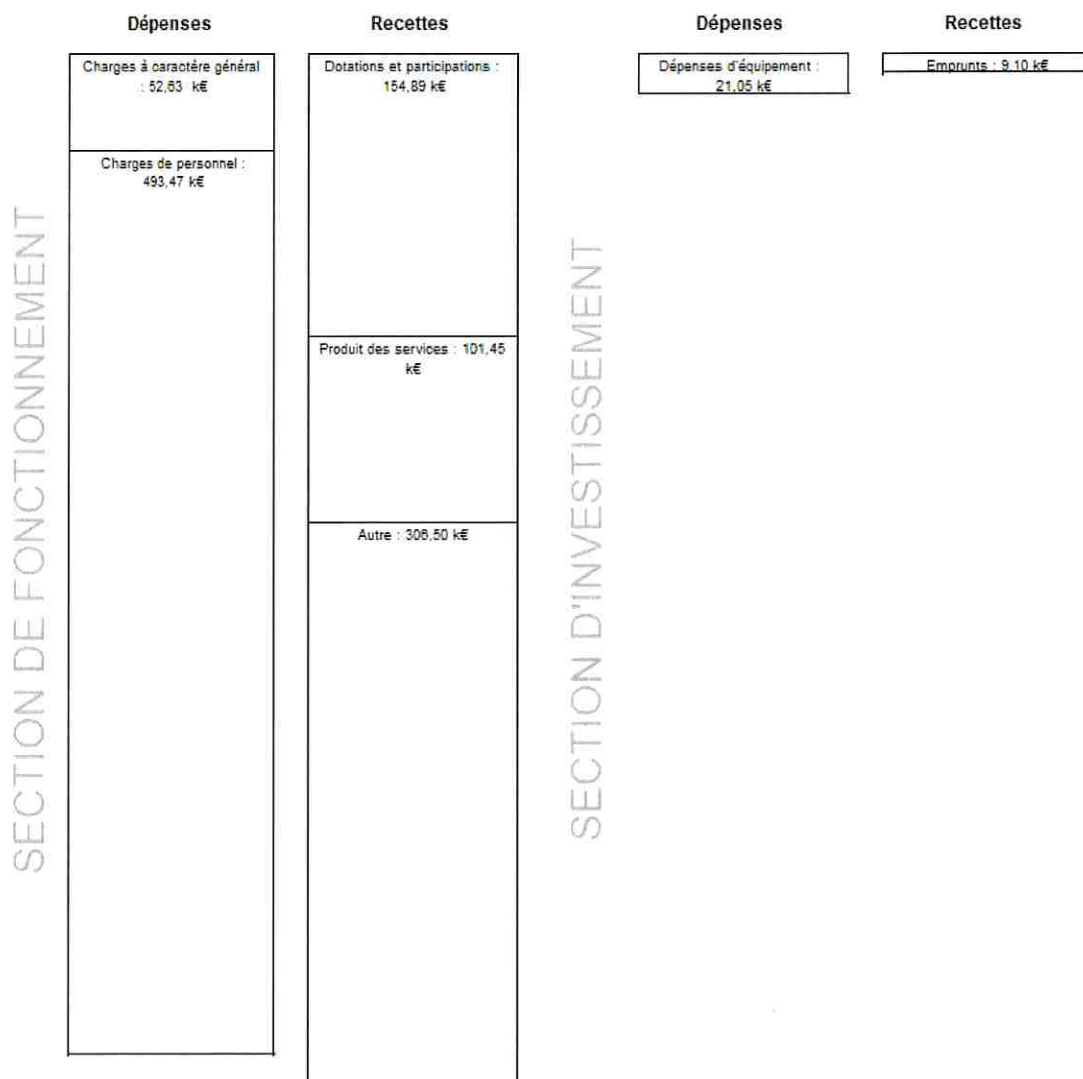 Dépenses
Recettes
Charges à caractère général
: 52,63 k€
Charges de personnel :
493,47 k€
Dotations et participations :
154,89 k€
Produit des services : 101,45
k€
Autre : 306,50 k€
SECTION DE FONCTIONNEMENT
Dépenses
Recettes
Dépenses d'équipement :
21,05 k€
Emprunts : 9,10 k€
SECTION D'INVESTISSEMENT